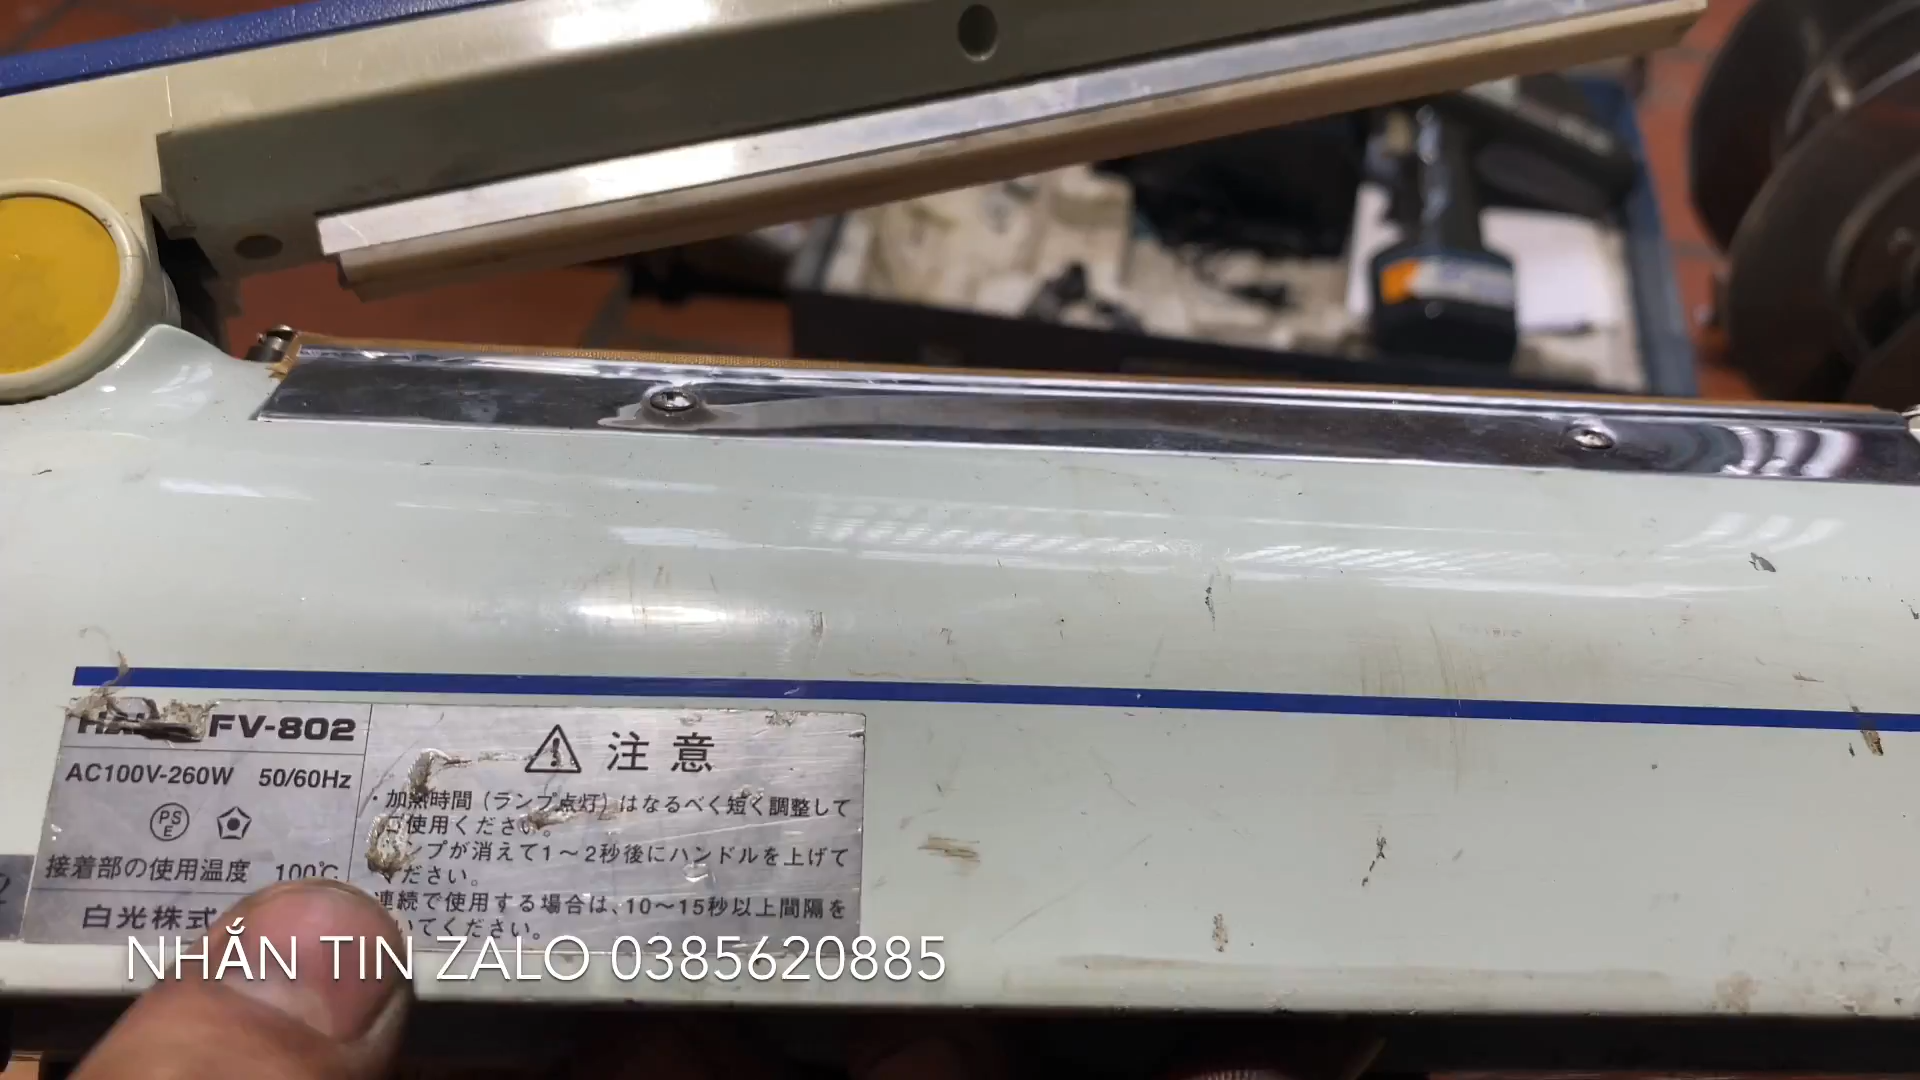 FV-802
AC100V-260W 50/60Hz
PS
E
接着部の使用温度 100℃
白光株式
注意
・加熱時間（ランプ点灯）はなるべく短く調整して
ご使用ください。
ンプが消えて1～2秒後にハンドルを上げて
ください。
連続で使用する場合は、10～15秒以上間隔を
いてください。
NHẮN TIN ZALO 0385620885